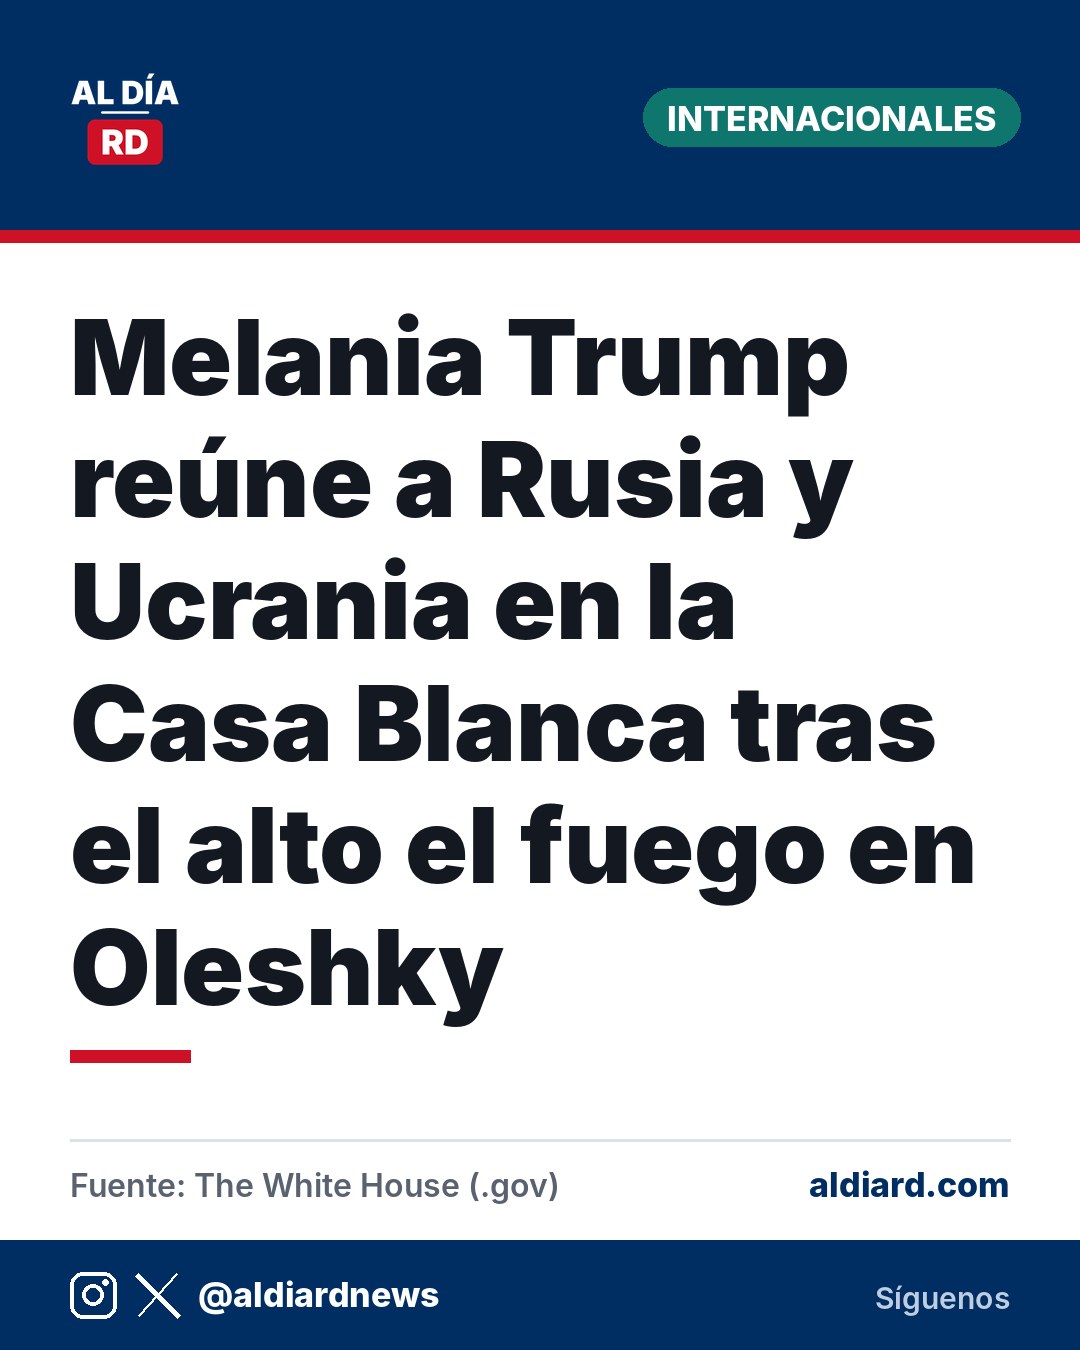 AL DÍA
RD
INTERNACIONALES
Melania Trump
reúne a Rusia y
Ucrania en la
Casa Blanca tras
el alto el fuego en
Oleshky
Fuente: The White House (.gov)
aldiard.com
@aldiardnews
Síguenos